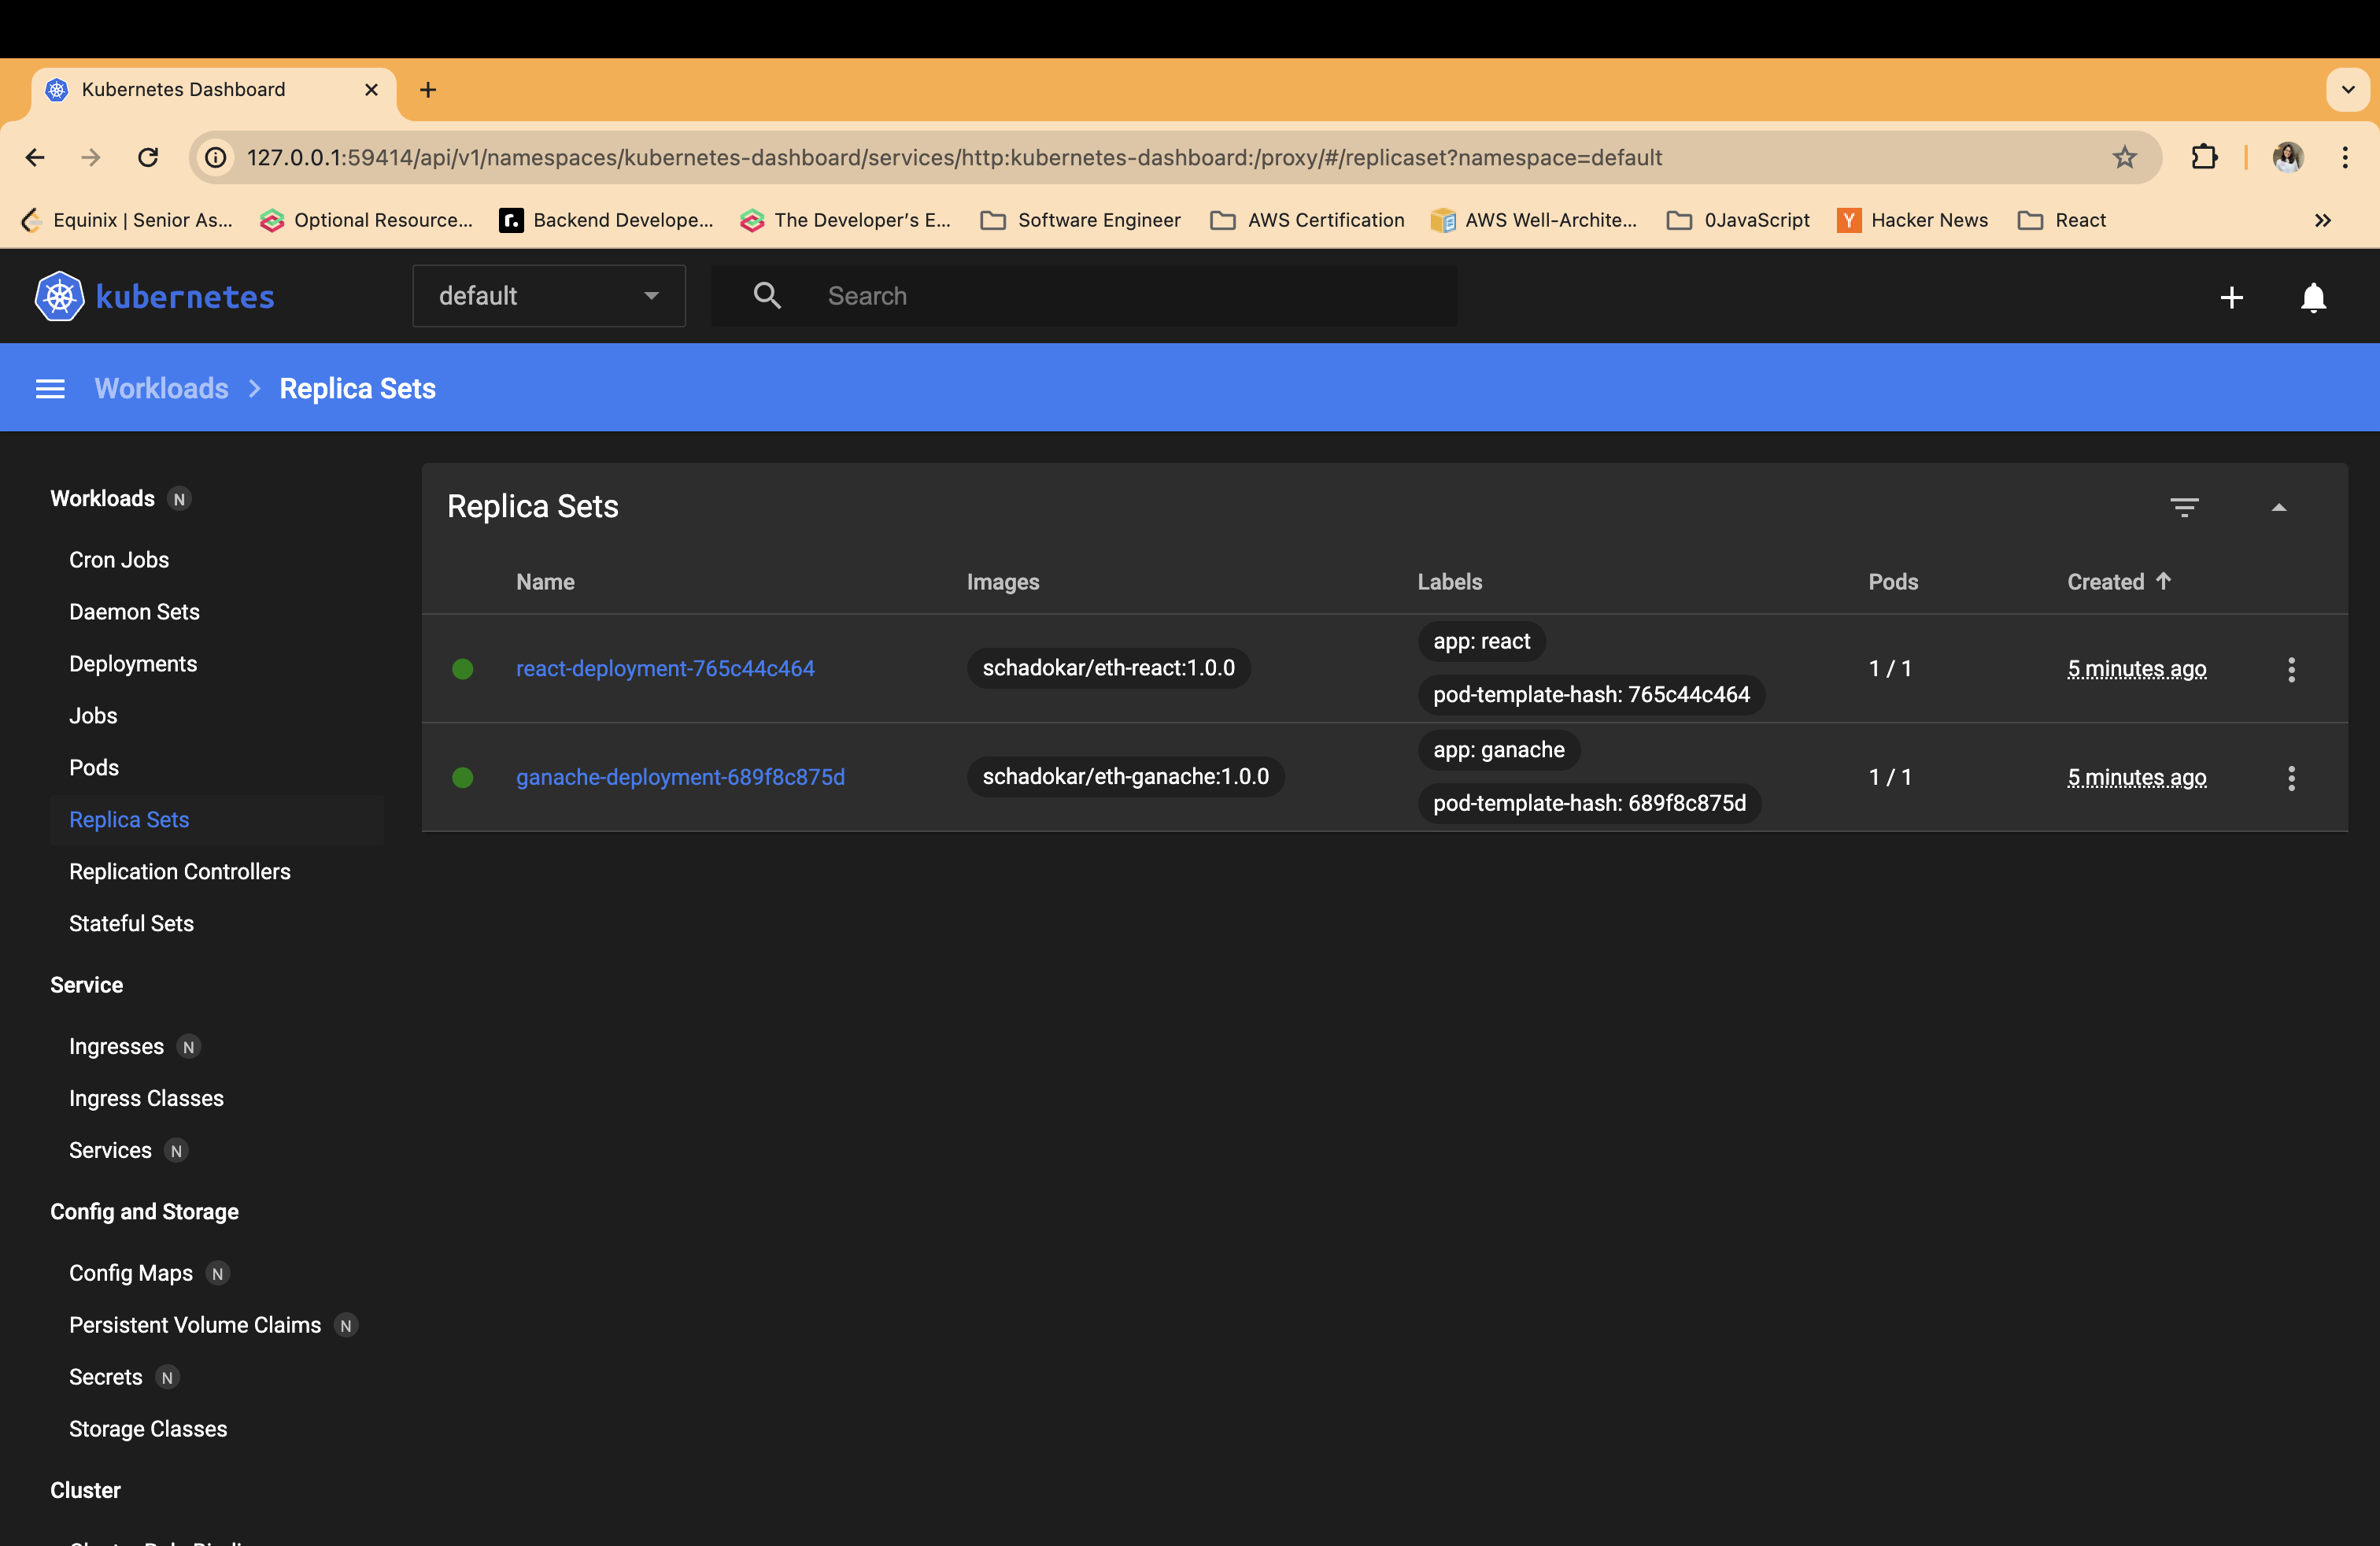 Kubernetes Dashboard
127.0.0.1:59414/api/v1/namespaces/kubernetes-dashboard/services/http:kubernetes-dashboard:/proxy/#/replicaset?namespace=default
Equinix | Senior As... Optional Resource... r. Backend Develope... The Developer's E... Software Engineer AWS Certification AWS Well-Archite... 0JavaScript Y Hacker News React
kubernetes default Search
Workloads Replica Sets
Workloads N
Cron Jobs
Daemon Sets
Deployments
Jobs
Pods
Replica Sets
Replication Controllers
Stateful Sets
Service
Ingresses N
Ingress Classes
Services N
Config and Storage
Config Maps N
Persistent Volume Claims N
Secrets N
Storage Classes
Cluster
Replica Sets
Name Images Labels Pods Created
react-deployment-765c44c464 schadokar/eth-react:1.0.0 app: react 1 / 1 5 minutes ago
pod-template-hash: 765c44c464
ganache-deployment-689f8c875d schadokar/eth-ganache:1.0.0 app: ganache 1 / 1 5 minutes ago
pod-template-hash: 689f8c875d